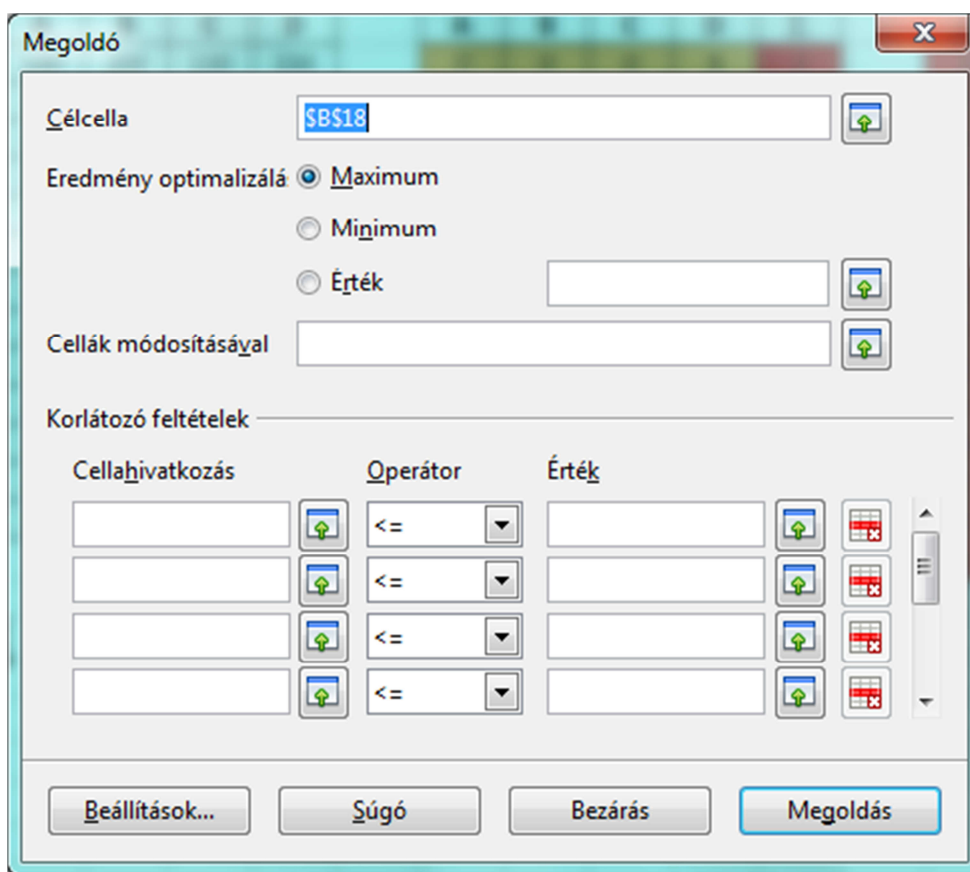 Megoldó
Célcella $B$18
Eredmény optimalizálá Maximum
Minimum
Érték
Cellák módosításával
Korlátozó feltételek
Cellahivatkozás Operátor Érték
<=
<=
<=
<=
Beállítások... Súgó Bezárás Megoldás